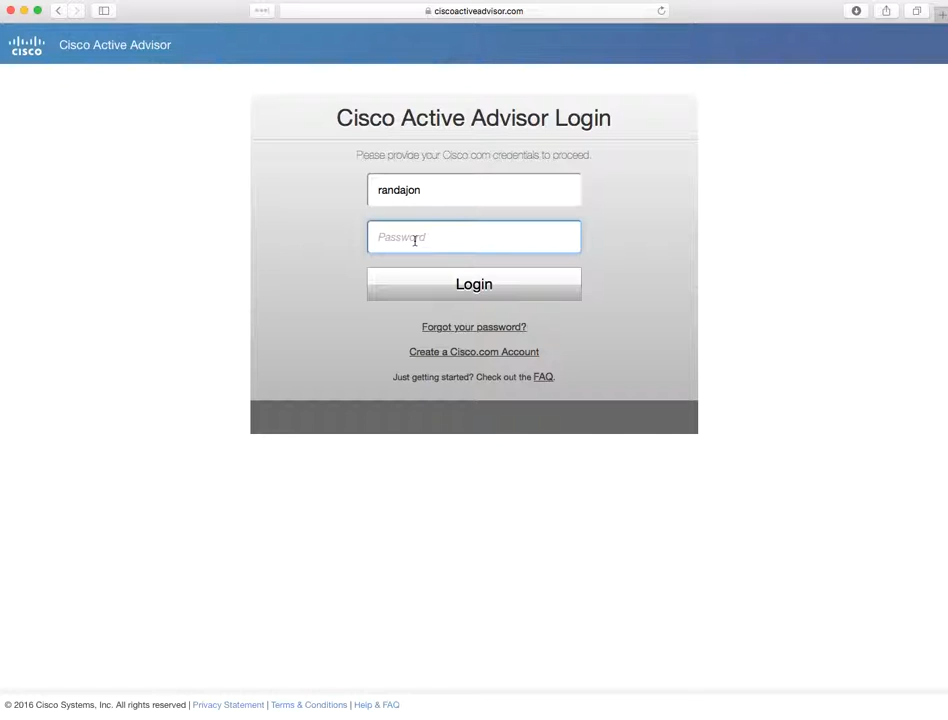 ciscoactiveadvisor.com
CISCO
Cisco Active Advisor
Cisco Active Advisor Login
Please provide your Cisco.com credentials to proceed.
randajon
Password
Login
Forgot your password?
Create a Cisco.com Account
Just getting started? Check out the FAQ.
© 2016 Cisco Systems, Inc. All rights reserved | Privacy Statement | Terms & Conditions | Help & FAQ